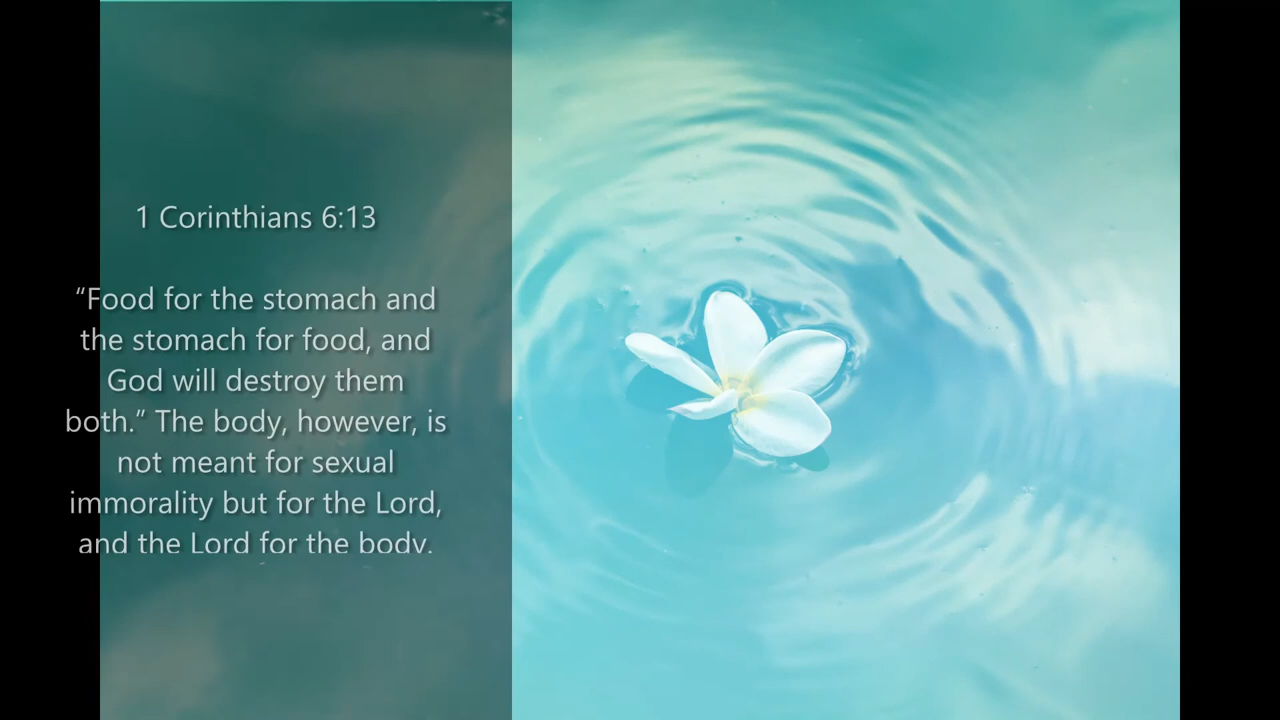 1 Corinthians 6:13
“Food for the stomach and
the stomach for food, and
God will destroy them
both.” The body, however, is
not meant for sexual
immorality but for the Lord,
and the Lord for the body.